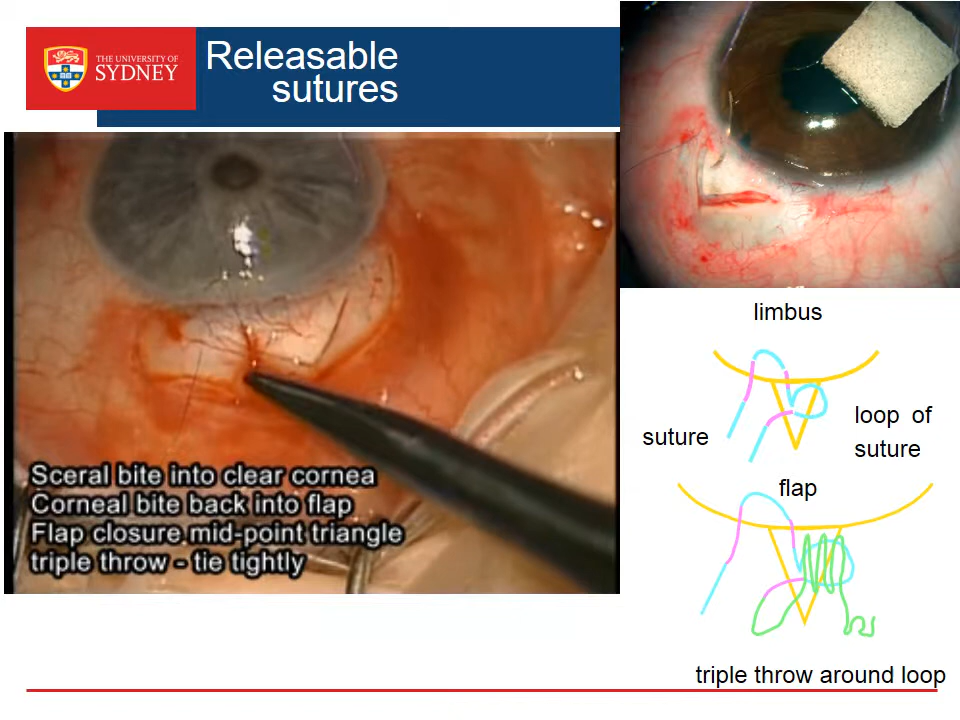 THE UNIVERSITY OF
SYDNEY
Releasable
sutures
Sceral bite into clear cornea
Corneal bite back into flap
Flap closure mid-point triangle
triple throw - tie tightly
limbus
suture
loop of
suture
flap
triple throw around loop